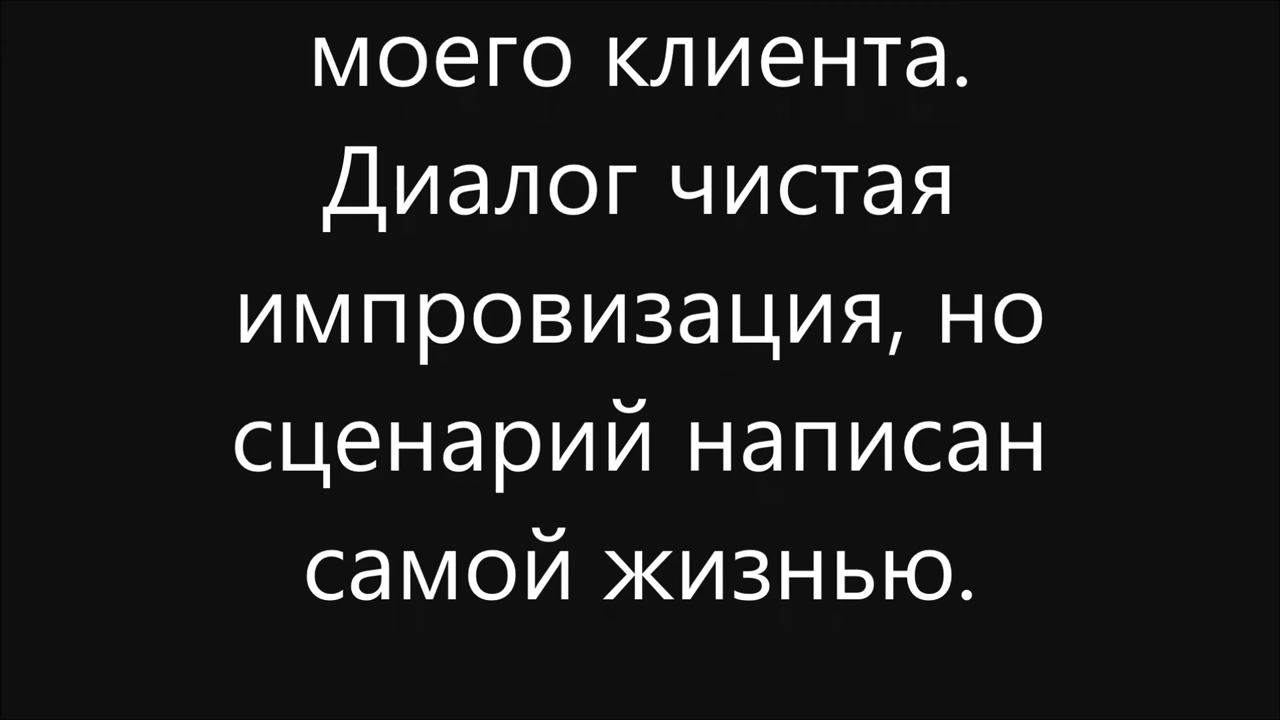 моего клиента.
Диалог чистая
импровизация, но
сценарий написан
самой жизнью.